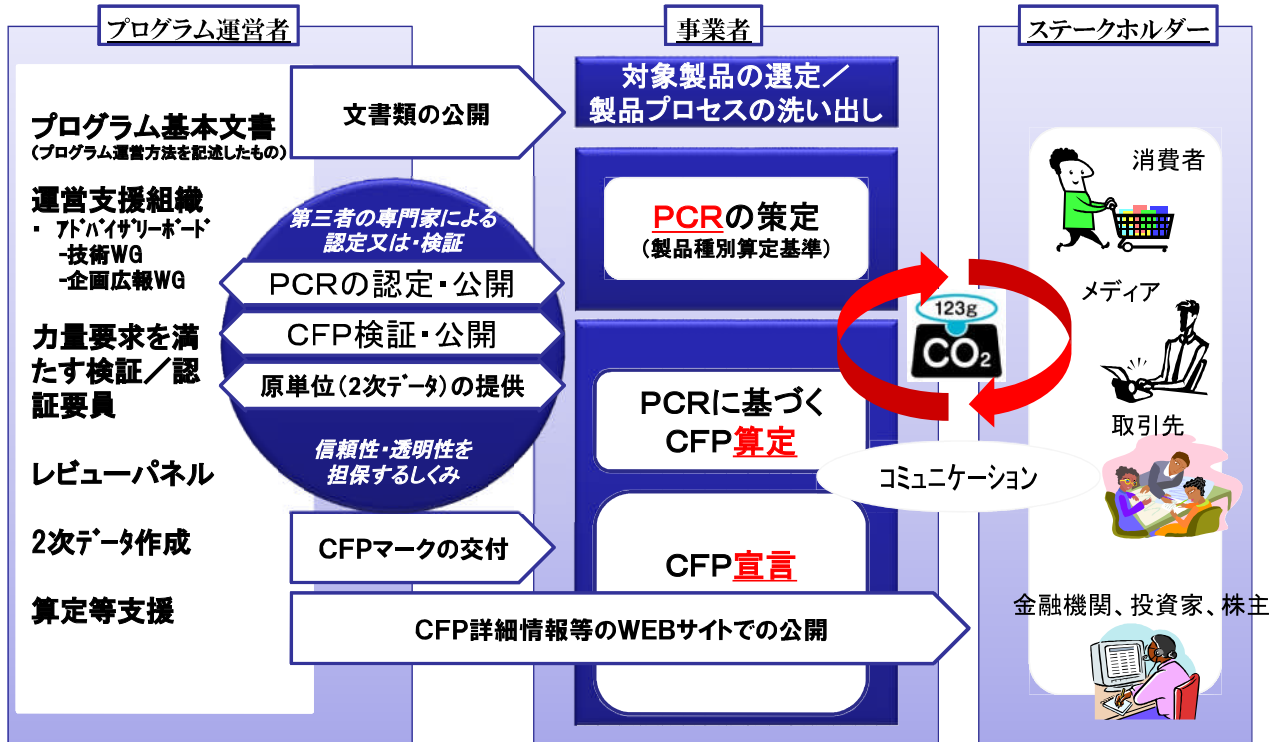 プログラム運営者
プログラム基本文書
(プログラム運営方法を記述したもの)
運営支援組織
・ アドバイザリーボード
-技術WG
-企画広報WG
力量要求を満
たす検証／認
証要員
レビューパネル
2次データ作成
算定等支援
文書類の公開
第三者の専門家による
認定又は・検証
PCRの認定・公開
CFP検証・公開
原単位(2次データ)の提供
信頼性・透明性を
担保するしくみ
CFPマークの交付
CFP詳細情報等のWEBサイトでの公開
事業者
対象製品の選定／
製品プロセスの洗い出し
PCRの策定
(製品種別算定基準)
PCRに基づく
CFP算定
CFP宣言
123g
CO₂
コミュニケーション
ステークホルダー
消費者
メディア
取引先
金融機関、投資家、株主